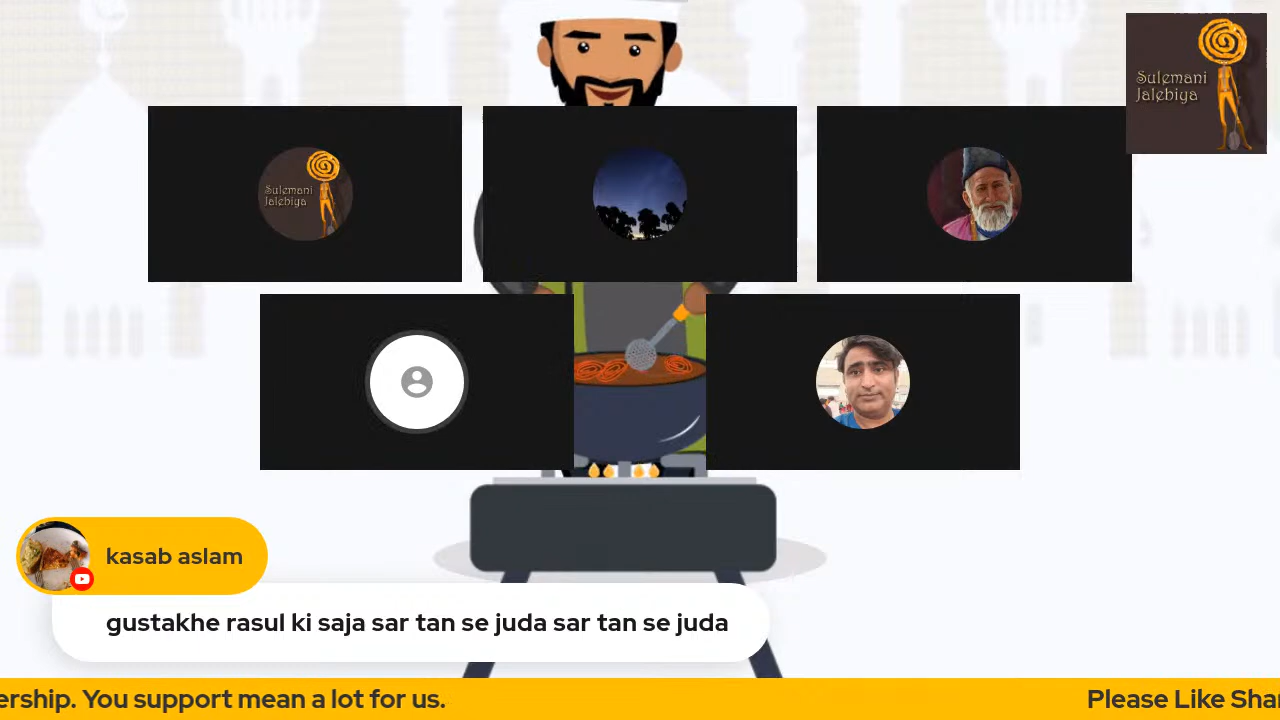 Sulemani
Jalebiya
Sulemani
Jalebiya
kasab aslam
gustakhe rasul ki saja sar tan se juda sar tan se juda
ership. You support mean a lot for us. Please Like Shar